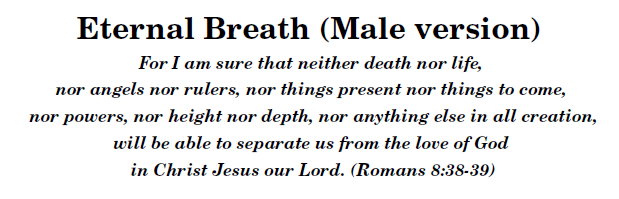 Eternal Breath (Male version)
For I am sure that neither death nor life,
nor angels nor rulers, nor things present nor things to come,
nor powers, nor height nor depth, nor anything else in all creation,
will be able to separate us from the love of God
in Christ Jesus our Lord. (Romans 8:38-39)